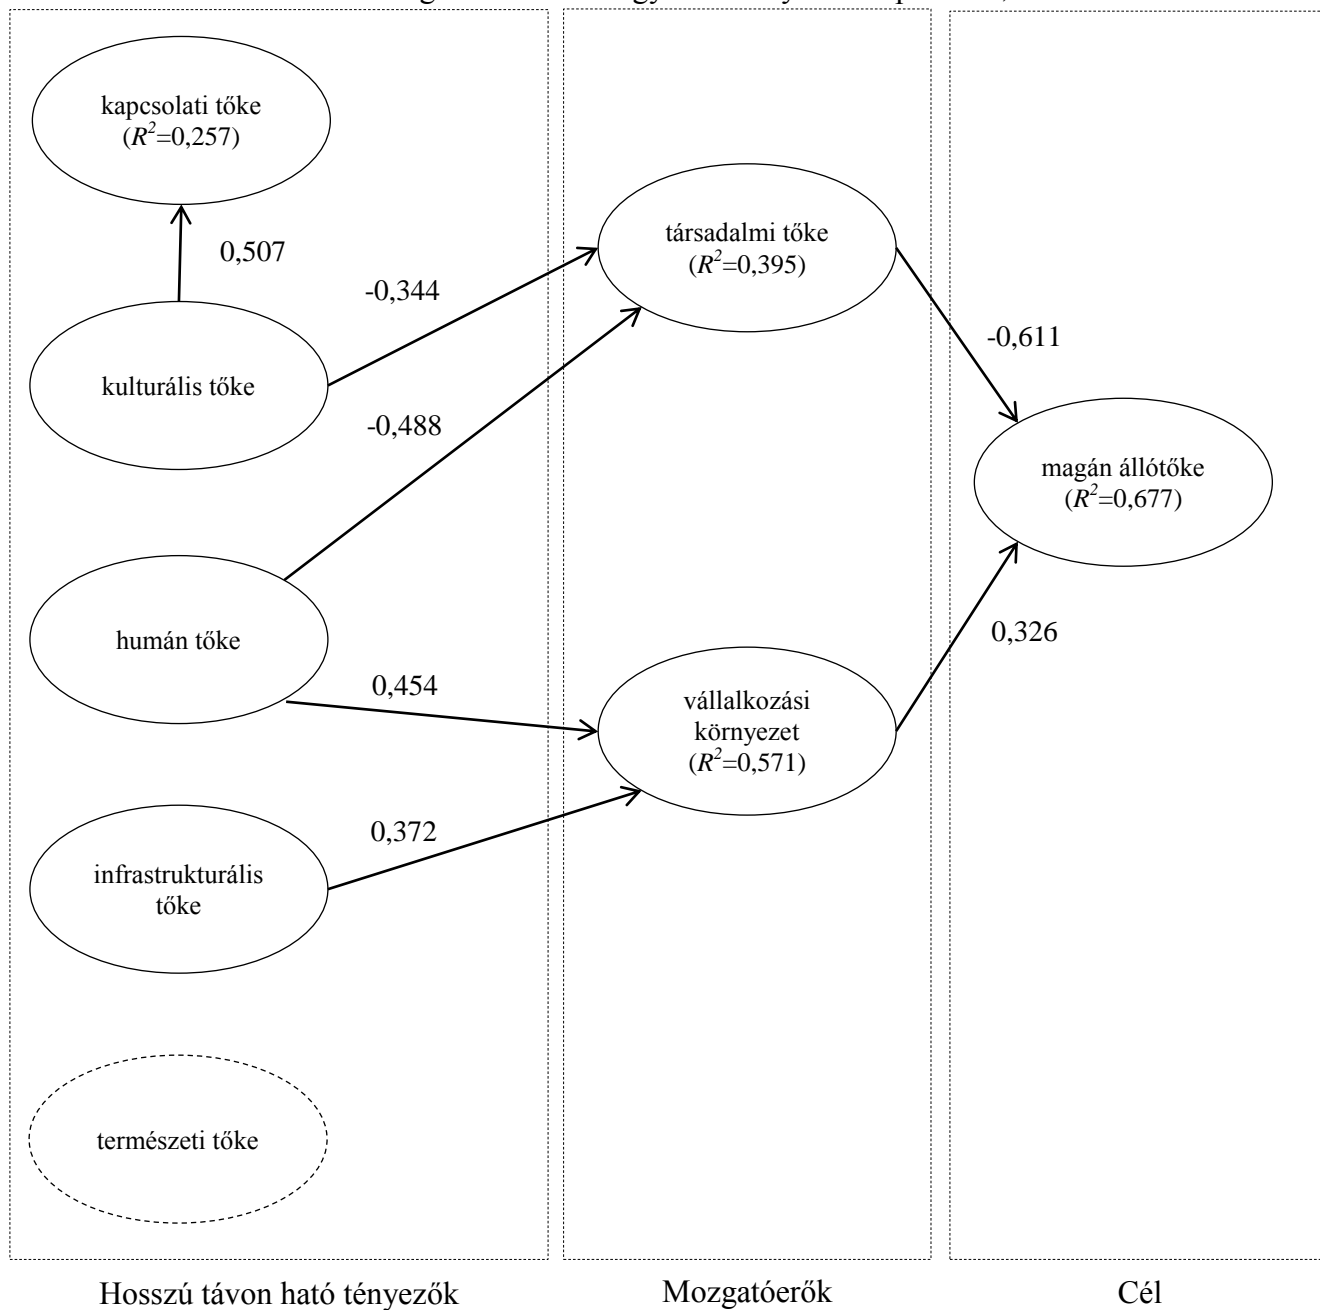 kapcsolati tőke
(R²=0,257)
0,507
kulturális tőke
-0,344
-0,488
humán tőke
0,454
0,372
infrastrukturális
tőke
természeti tőke
társadalmi tőke
(R²=0,395)
vállalkozási
környezet
(R²=0,571)
-0,611
magán állótőke
(R²=0,677)
0,326
Hosszú távon ható tényezők
Mozgatóerők
Cél